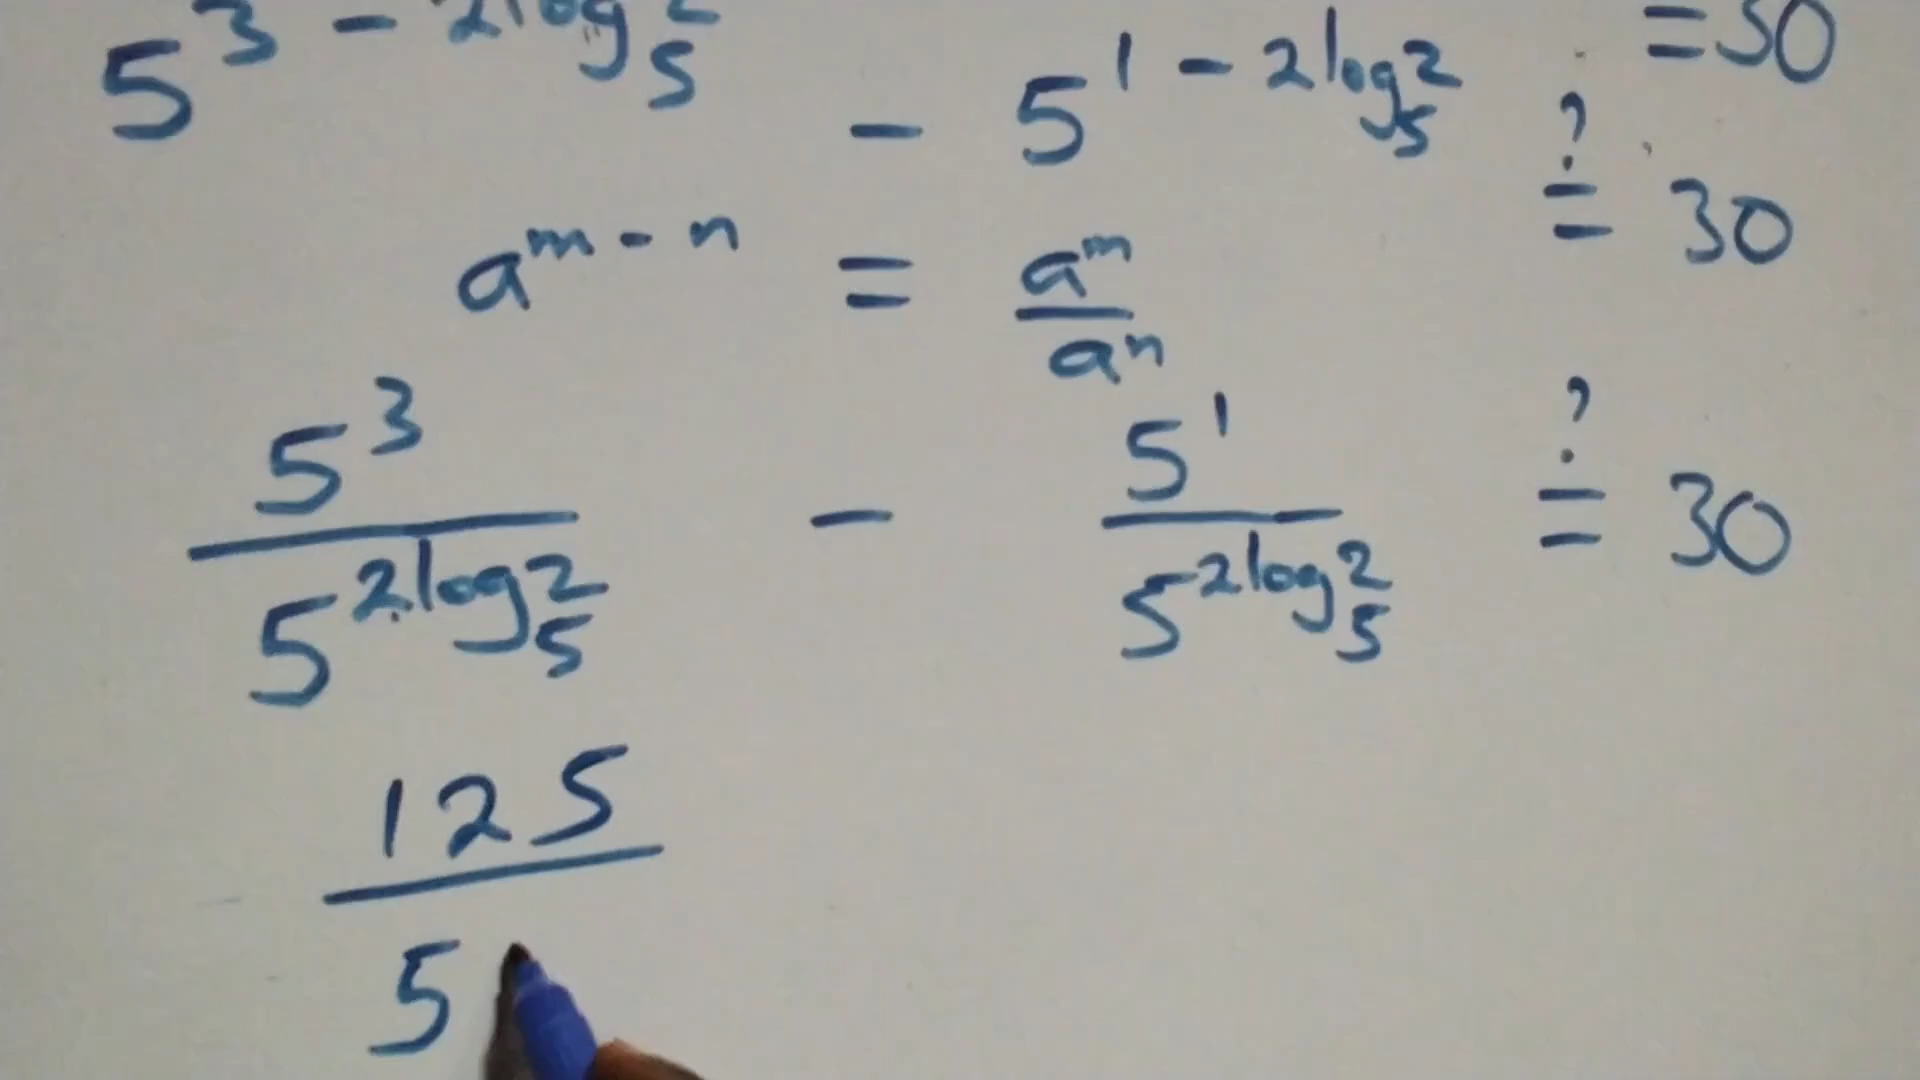 5^{3 - 2log_5 2} - 5^{1 - 2log_5 2} = 30
? = 30
a^{m - n} = a^m / a^n
5^3 / 5^{2log_5 2} - 5^1 / 5^{2log_5 2} ? = 30
125 / 5